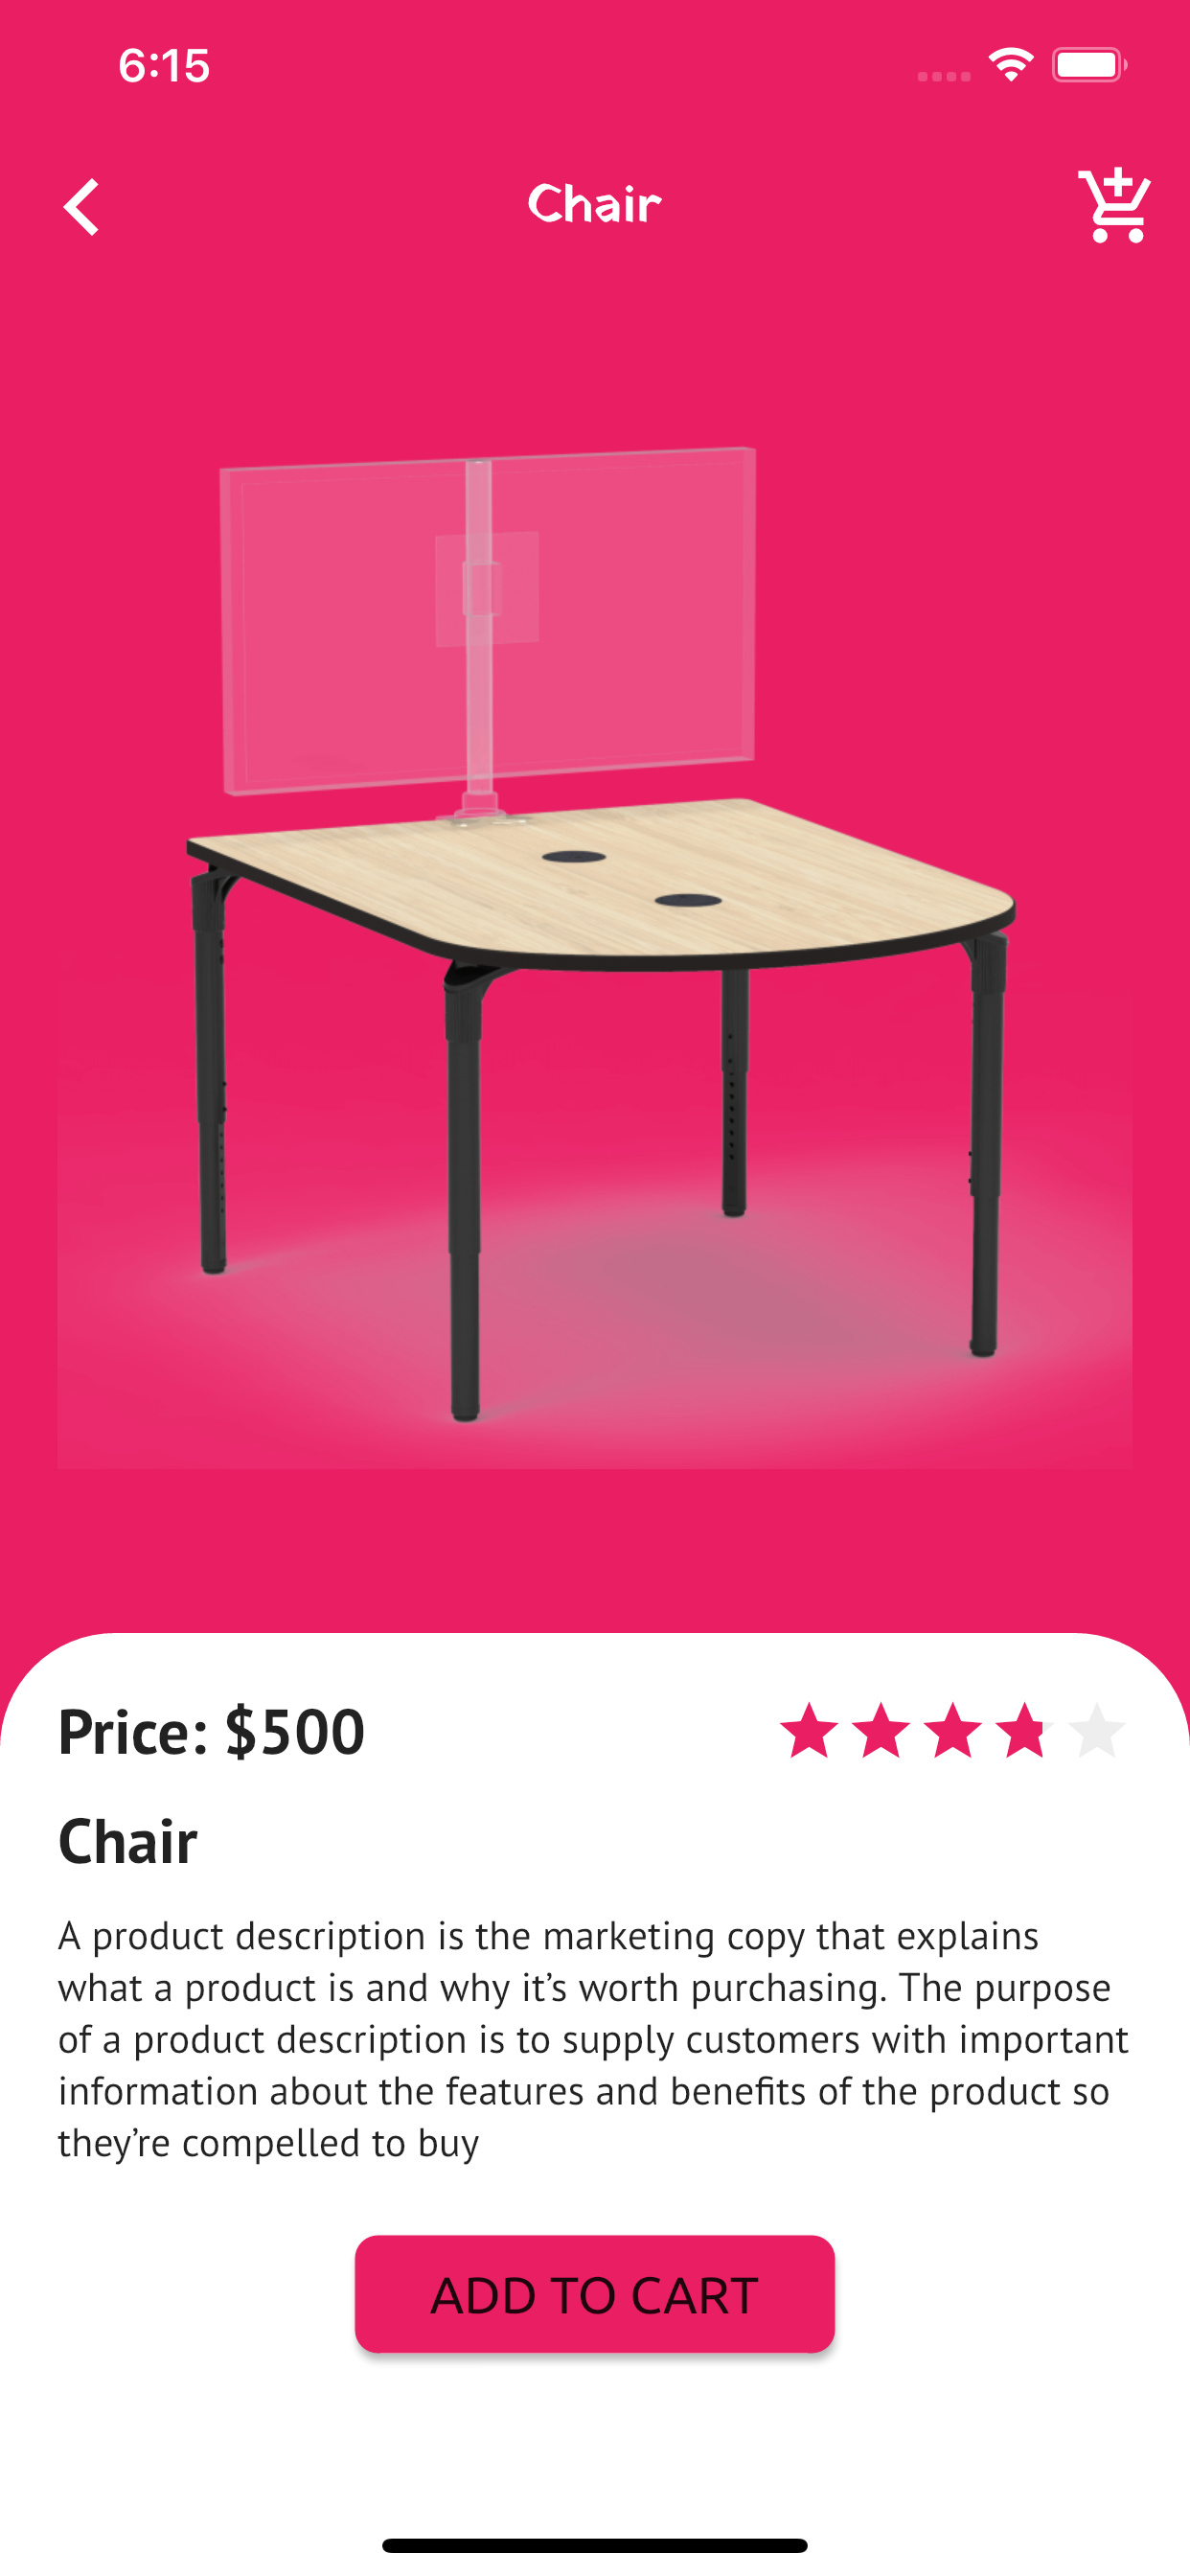 6:15
Chair
Price: $500
Chair
A product description is the marketing copy that explains
what a product is and why it’s worth purchasing. The purpose
of a product description is to supply customers with important
information about the features and benefits of the product so
they’re compelled to buy
ADD TO CART